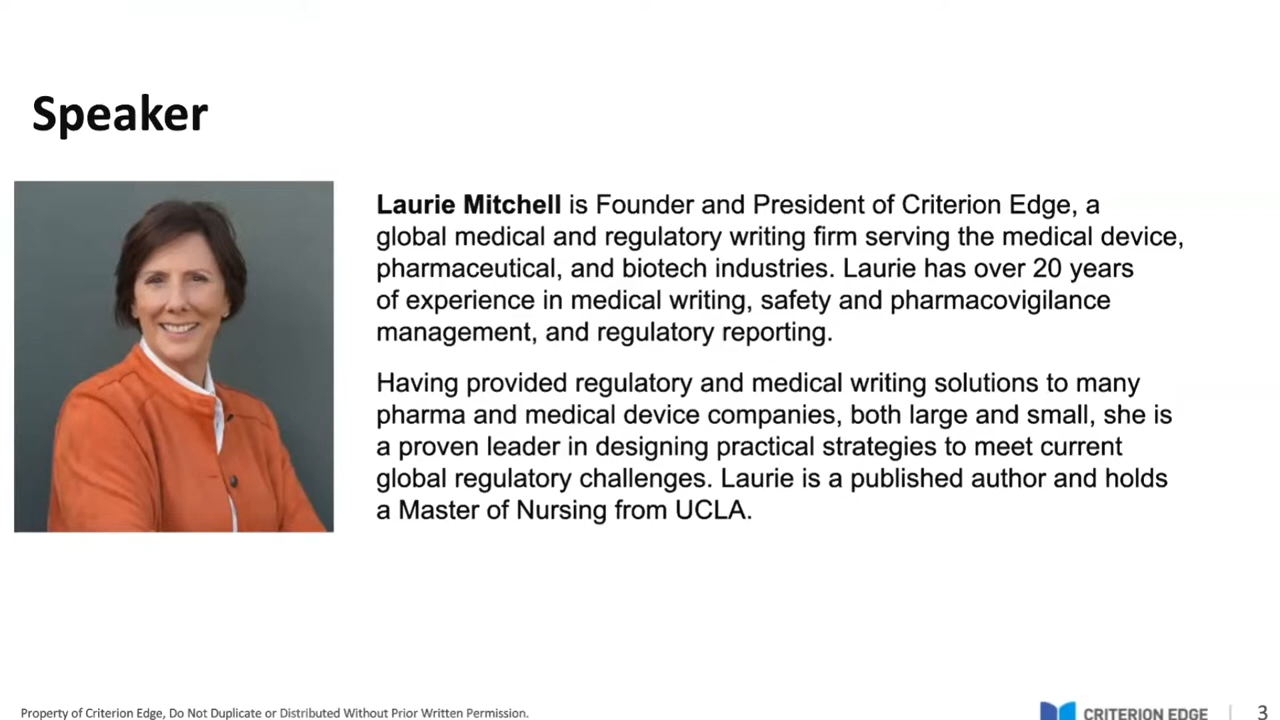 Speaker
Laurie Mitchell is Founder and President of Criterion Edge, a
global medical and regulatory writing firm serving the medical device,
pharmaceutical, and biotech industries. Laurie has over 20 years
of experience in medical writing, safety and pharmacovigilance
management, and regulatory reporting.
Having provided regulatory and medical writing solutions to many
pharma and medical device companies, both large and small, she is
a proven leader in designing practical strategies to meet current
global regulatory challenges. Laurie is a published author and holds
a Master of Nursing from UCLA.
Property of Criterion Edge, Do Not Duplicate or Distributed Without Prior Written Permission.
CRITERION EDGE | 3